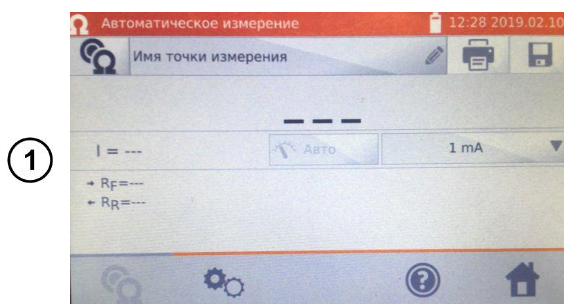 Ω Автоматическое измерение 12:28 2019.02.10
Ω Имя точки измерения
---
1
I = --- Авто 1 mA
→ RF=---
← RR=---
Ω ?